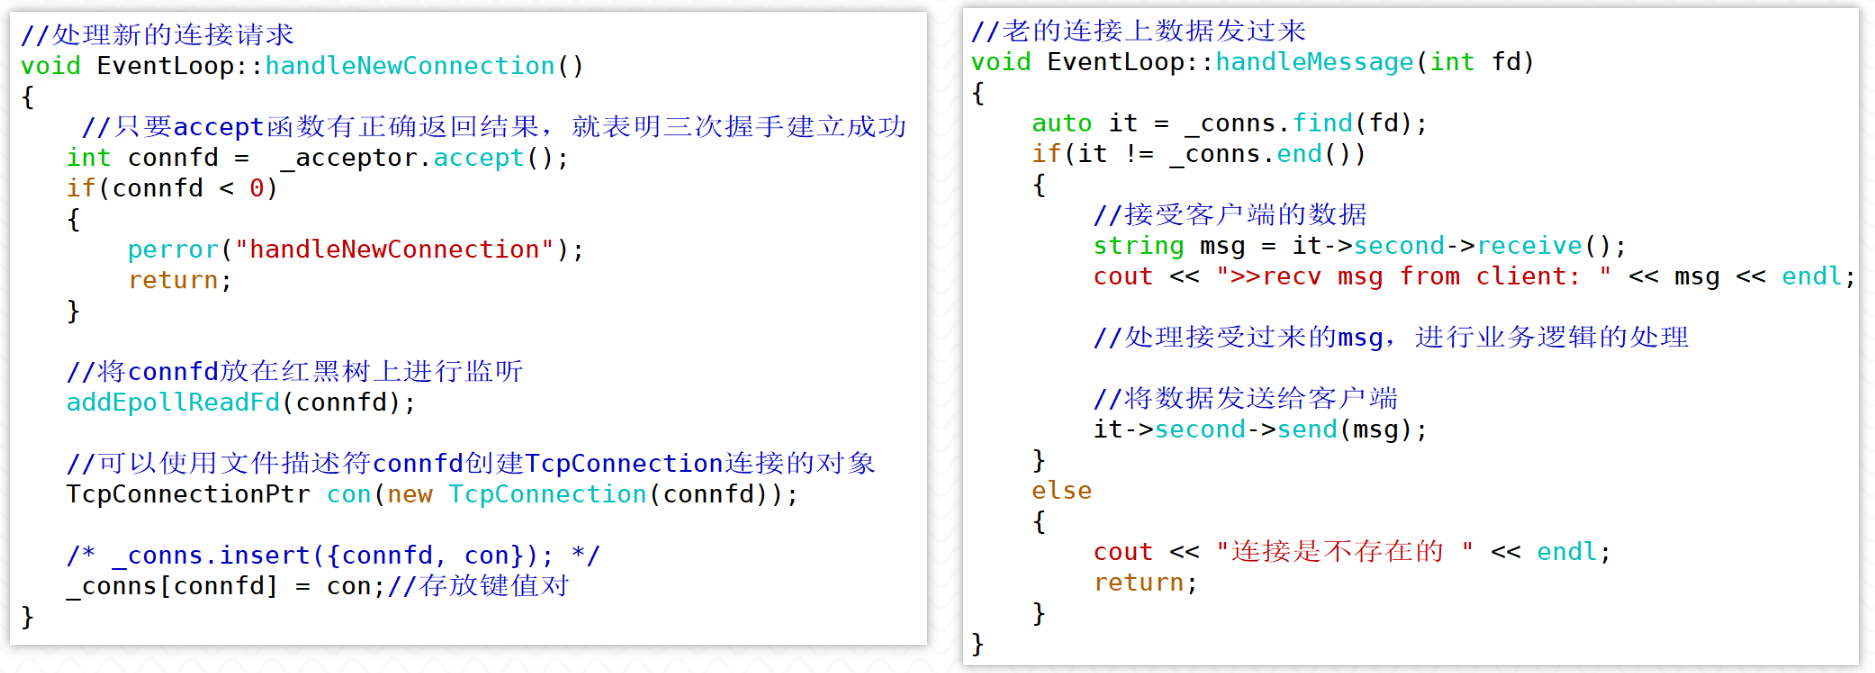 //处理新的连接请求
void EventLoop::handleNewConnection()
{
    //只要accept函数有正确返回结果，就表明三次握手建立成功
   int connfd =  _acceptor.accept();
   if(connfd < 0)
   {
       perror("handleNewConnection");
       return;
   }

   //将connfd放在红黑树上进行监听
   addEpollReadFd(connfd);

   //可以使用文件描述符connfd创建TcpConnection连接的对象
   TcpConnectionPtr con(new TcpConnection(connfd));

   /* _conns.insert({connfd, con}); */
   _conns[connfd] = con;//存放键值对
}
//老的连接上数据发过来
void EventLoop::handleMessage(int fd)
{
    auto it = _conns.find(fd);
    if(it != _conns.end())
    {
        //接受客户端的数据
        string msg = it->second->receive();
        cout << ">>recv msg from client: " << msg << endl;

        //处理接受过来的msg，进行业务逻辑的处理

        //将数据发送给客户端
        it->second->send(msg);
    }
    else
    {
        cout << "连接是不存在的 " << endl;
        return;
    }
}